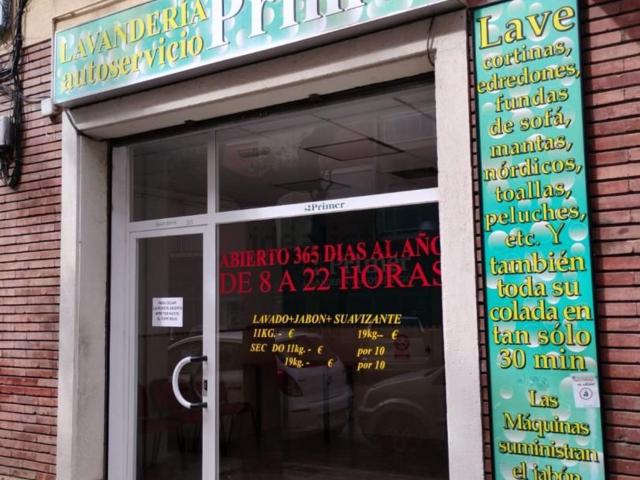 LAVANDERÍA
autoservicio
Primer
Primer
ABIERTO 365 DIAS AL AÑO
DE 8 A 22 HORAS
LAVADO+JABON+ SUAVIZANTE
11KG.- € 19kg--- €
SEC DO 11kg.- € por 10
19kg.- € por 10
Lave
cortinas,
edredones,
fundas
de sofá,
mantas,
nórdicos,
toallas,
peluches,
etc. Y
también
toda su
colada en
tan sólo
30 min
Las
Máquinas
suministran
el jabón